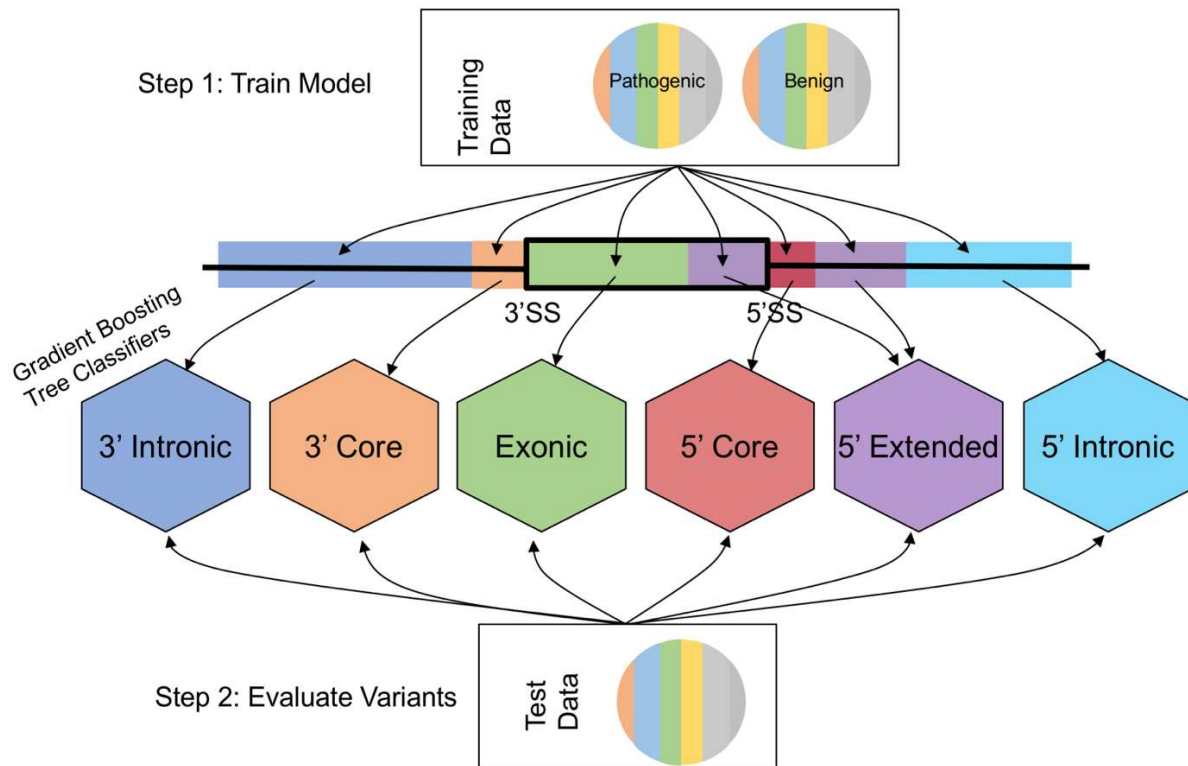 Step 1: Train Model
Training
Data
Pathogenic
Benign
3’SS
5’SS
Gradient Boosting
Tree Classifiers
3’ Intronic
3’ Core
Exonic
5’ Core
5’ Extended
5’ Intronic
Step 2: Evaluate Variants
Test
Data